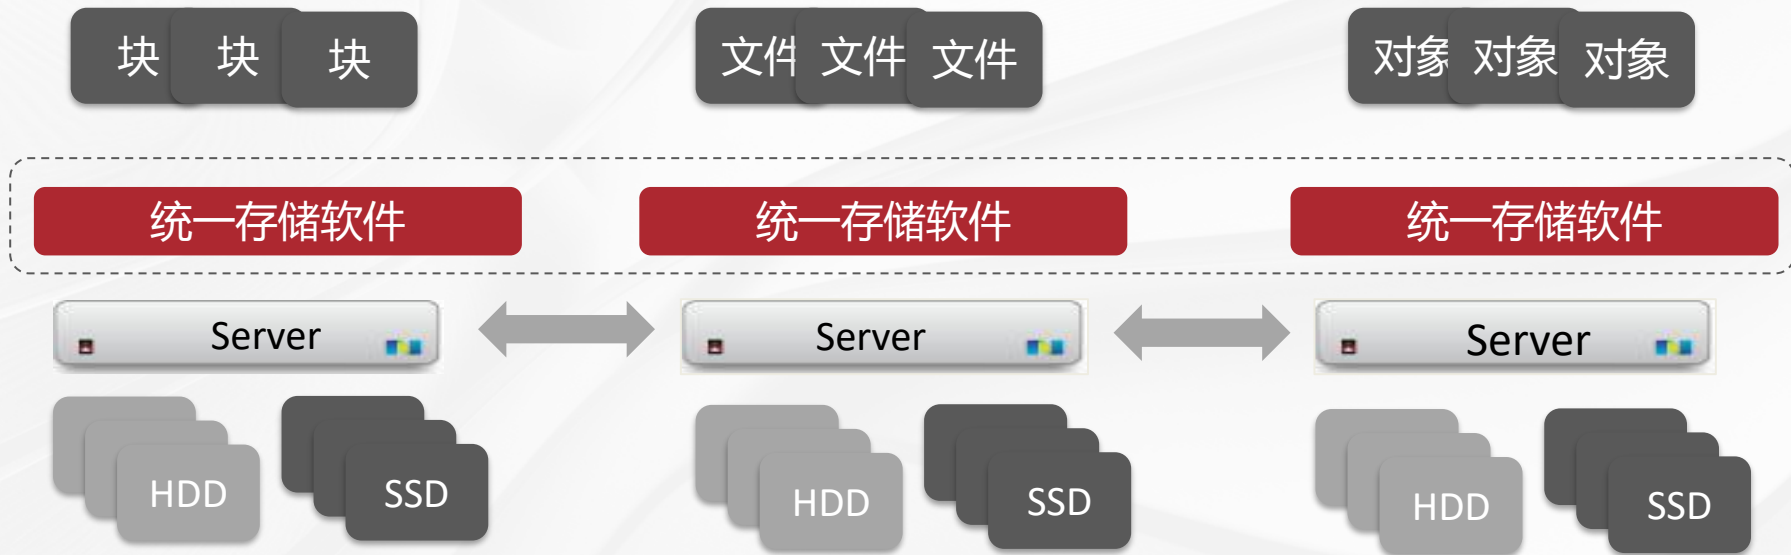 块 块 块 文件 文件 文件 对象 对象 对象
统一存储软件 统一存储软件 统一存储软件
Server Server Server
HDD SSD HDD SSD HDD SSD